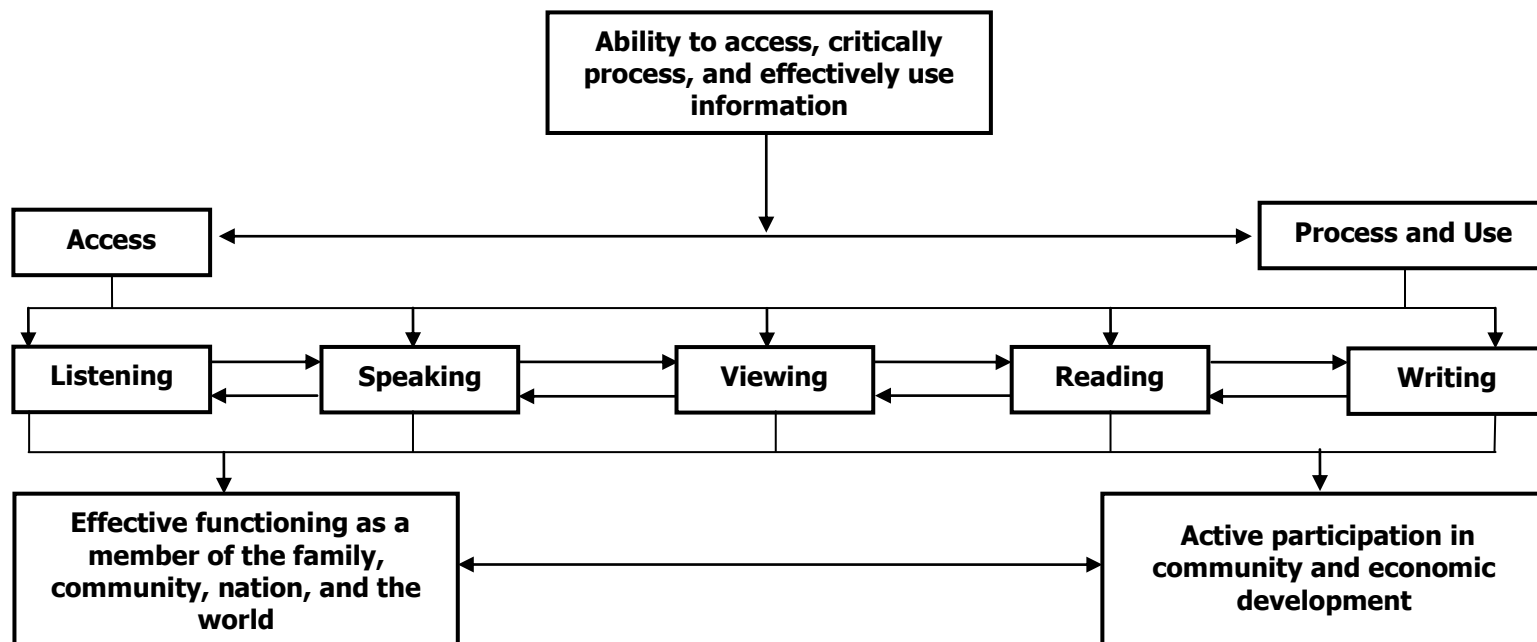 Ability to access, critically
process, and effectively use
information
Access
Process and Use
Listening
Speaking
Viewing
Reading
Writing
Effective functioning as a
member of the family,
community, nation, and the
world
Active participation in
community and economic
development